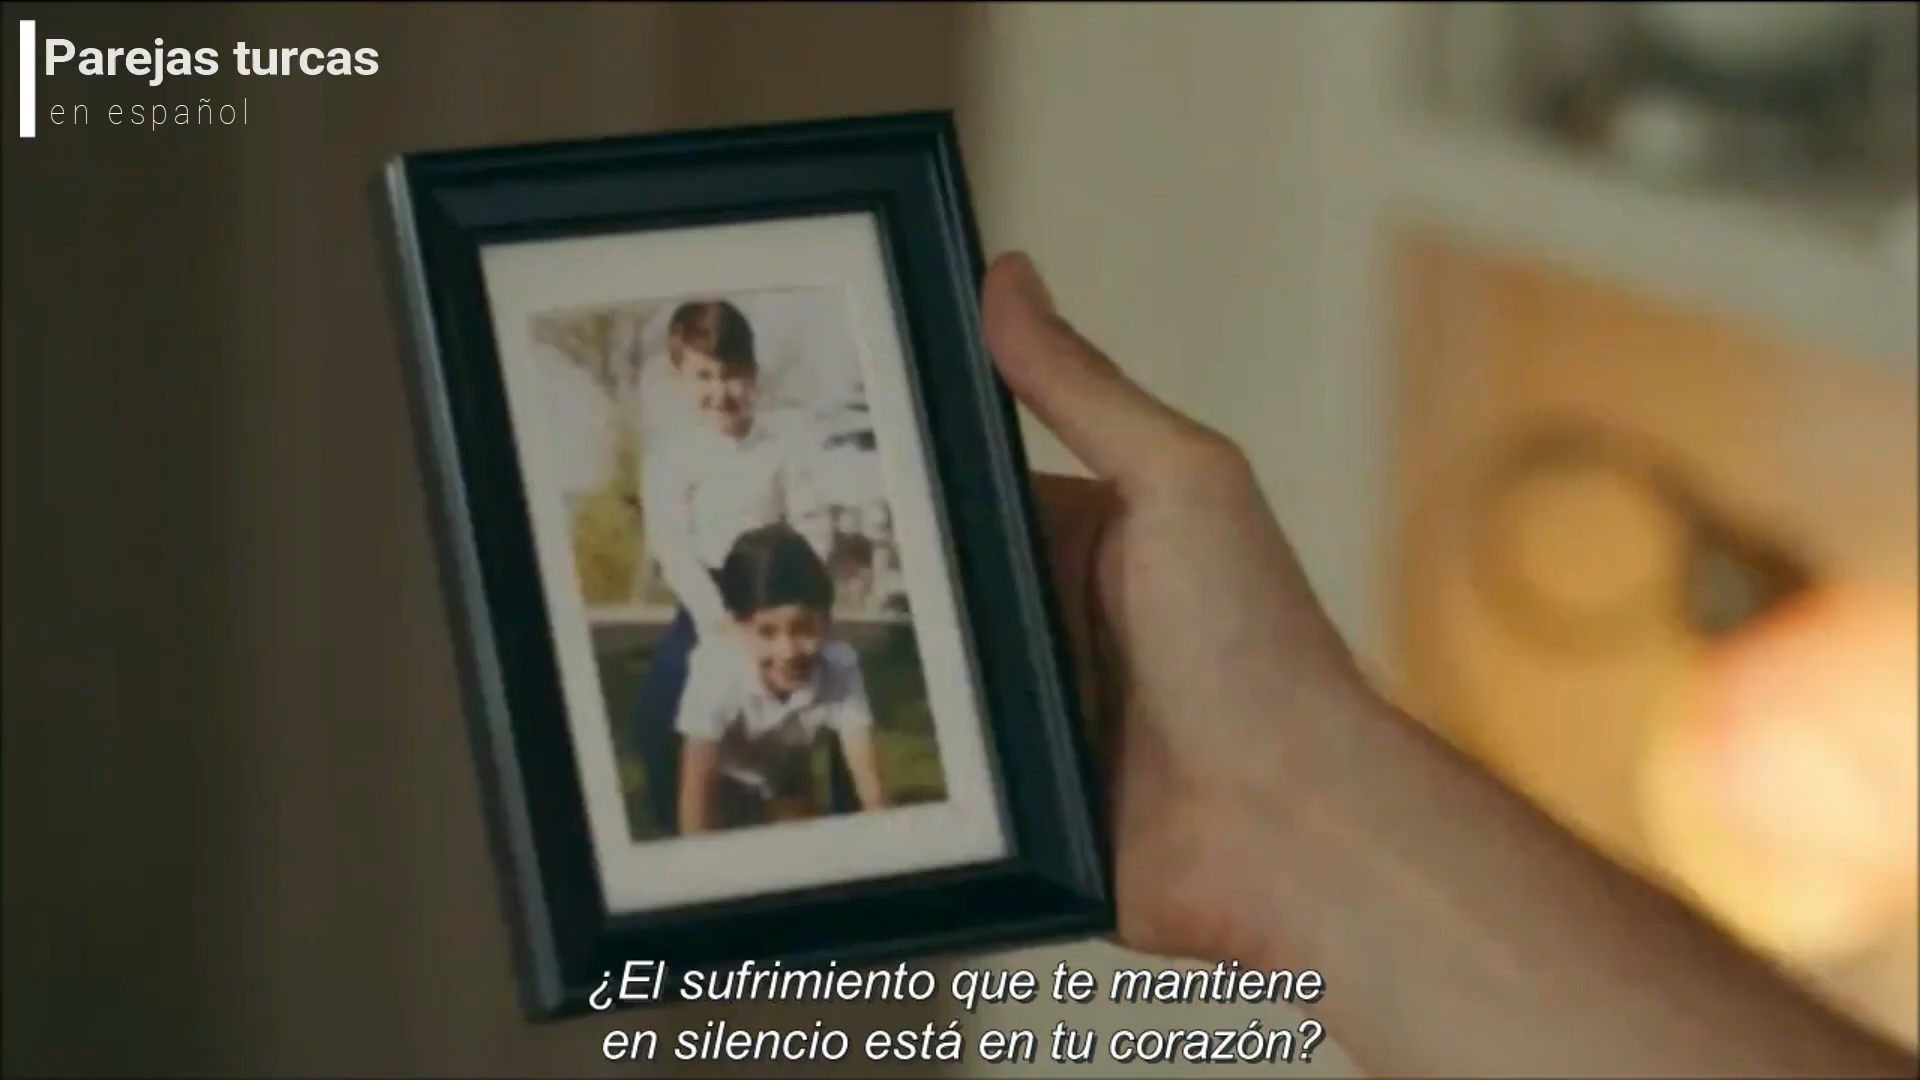 Parejas turcas
en español
¿El sufrimiento que te mantiene
en silencio está en tu corazón?